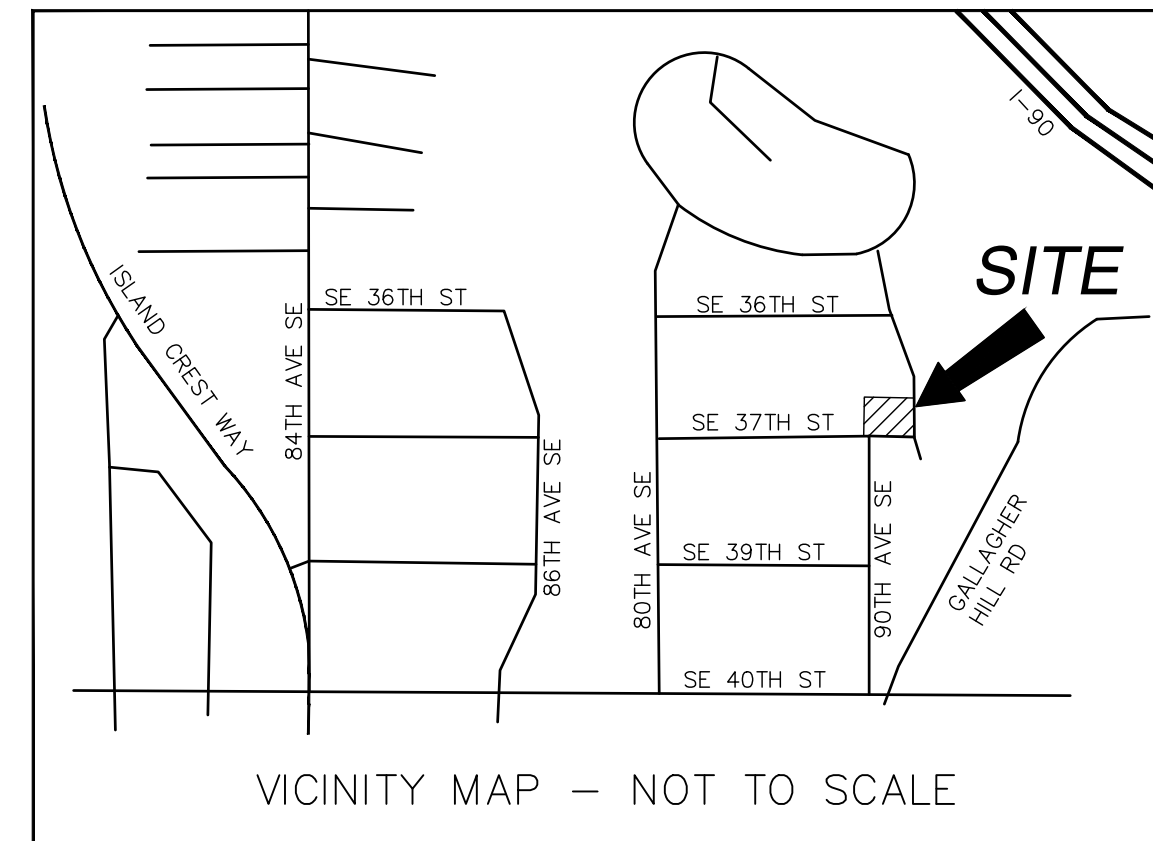 I-90
SITE
ISLAND CREST WAY
84TH AVE SE
SE 36TH ST
SE 36TH ST
SE 37TH ST
86TH AVE SE
80TH AVE SE
90TH AVE SE
SE 39TH ST
GALLAGHER
HILL RD
SE 40TH ST
VICINITY MAP – NOT TO SCALE